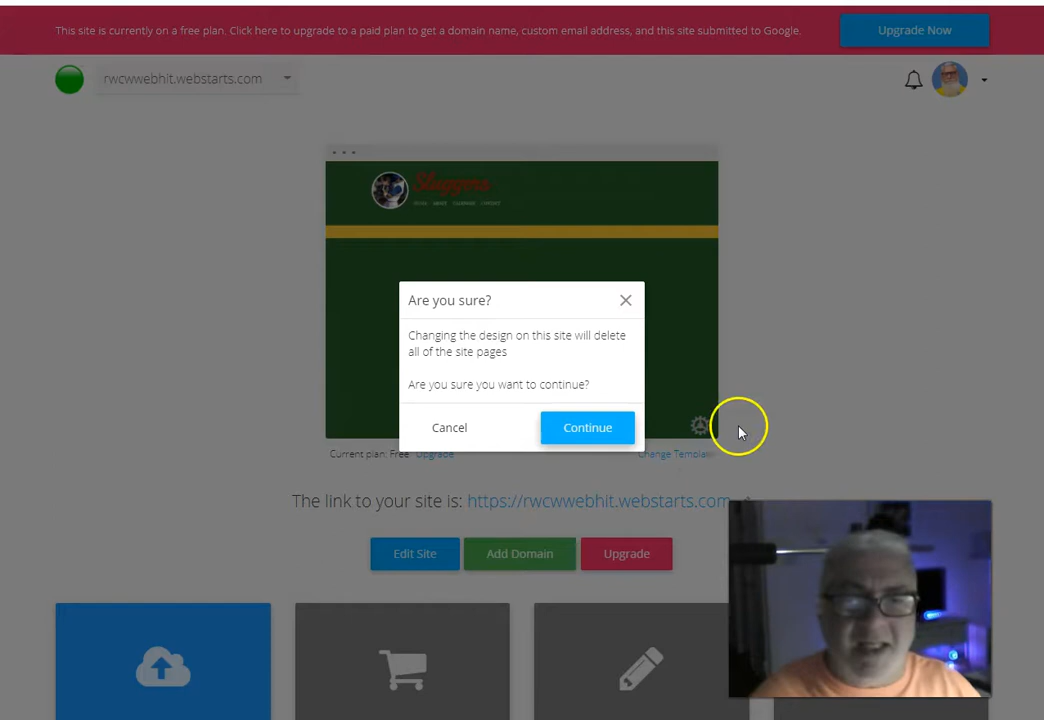 This site is currently on a free plan. Click here to upgrade to a paid plan to get a domain name, custom email address, and this site submitted to Google.
Upgrade Now
rwcwwebhit.webstarts.com
Sluggers
Are you sure?
Changing the design on this site will delete
all of the site pages
Are you sure you want to continue?
Cancel
Continue
Current plan: Free Upgrade
Change Template
The link to your site is: https://rwcwwebhit.webstarts.com
Edit Site
Add Domain
Upgrade